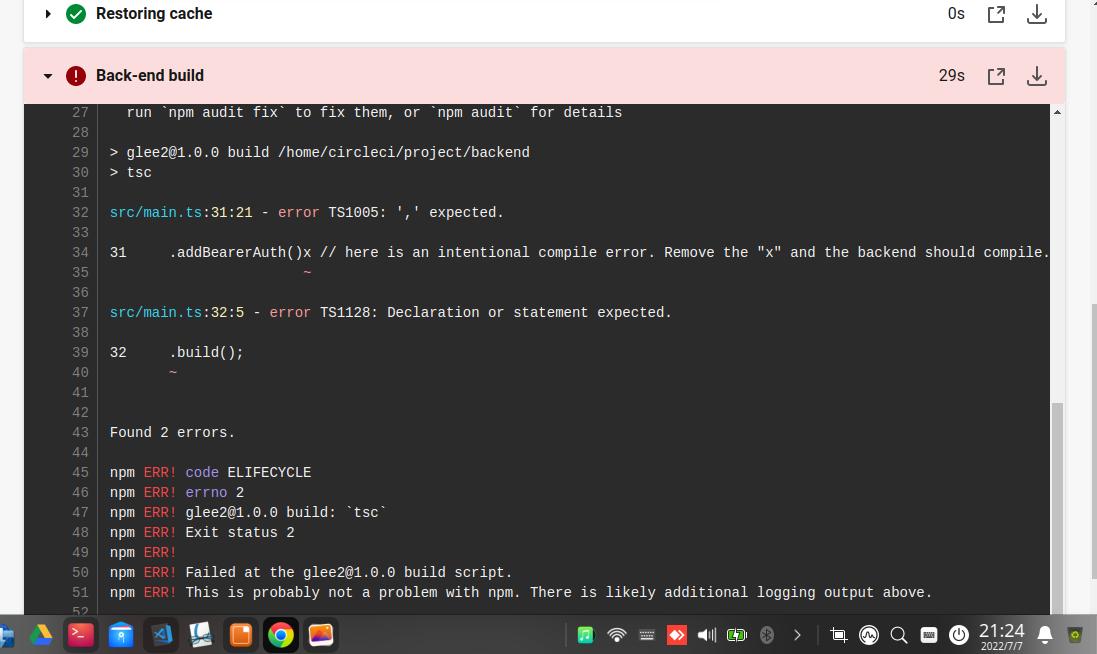 Restoring cache 0s
Back-end build 29s
27 run `npm audit fix` to fix them, or `npm audit` for details
28
29 > glee2@1.0.0 build /home/circleci/project/backend
30 > tsc
31
32 src/main.ts:31:21 - error TS1005: ',' expected.
33
34 31     .addBearerAuth()x // here is an intentional compile error. Remove the "x" and the backend should compile.
35 ~
36
37 src/main.ts:32:5 - error TS1128: Declaration or statement expected.
38
39 32     .build();
40 ~
41
42
43 Found 2 errors.
44
45 npm ERR! code ELIFECYCLE
46 npm ERR! errno 2
47 npm ERR! glee2@1.0.0 build: `tsc`
48 npm ERR! Exit status 2
49 npm ERR!
50 npm ERR! Failed at the glee2@1.0.0 build script.
51 npm ERR! This is probably not a problem with npm. There is likely additional logging output above.
52
21:24
2022/7/7